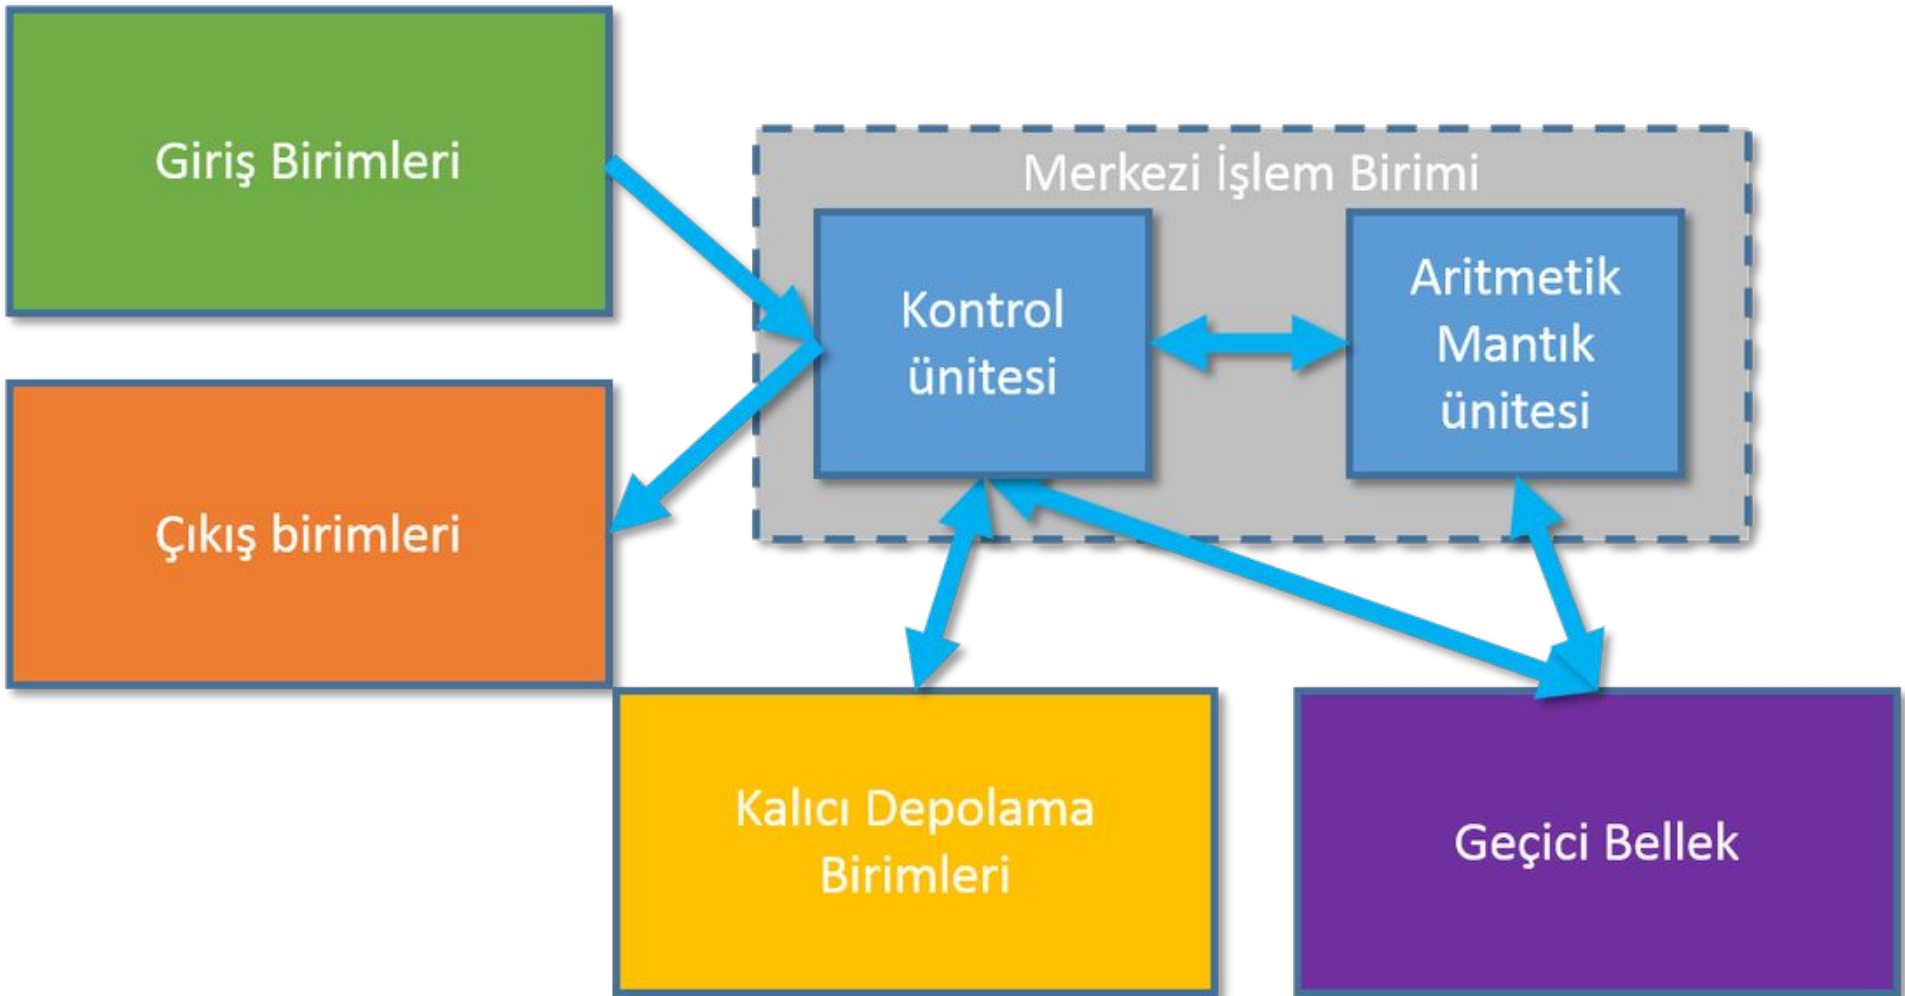 Giriş Birimleri
Merkezi İşlem Birimi
Kontrol
ünitesi
Aritmetik
Mantık
ünitesi
Çıkış birimleri
Kalıcı Depolama
Birimleri
Geçici Bellek